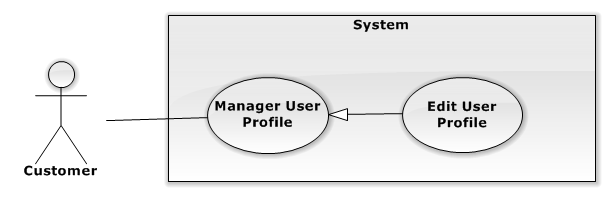 System
Manager User
Profile
Edit User
Profile
Customer